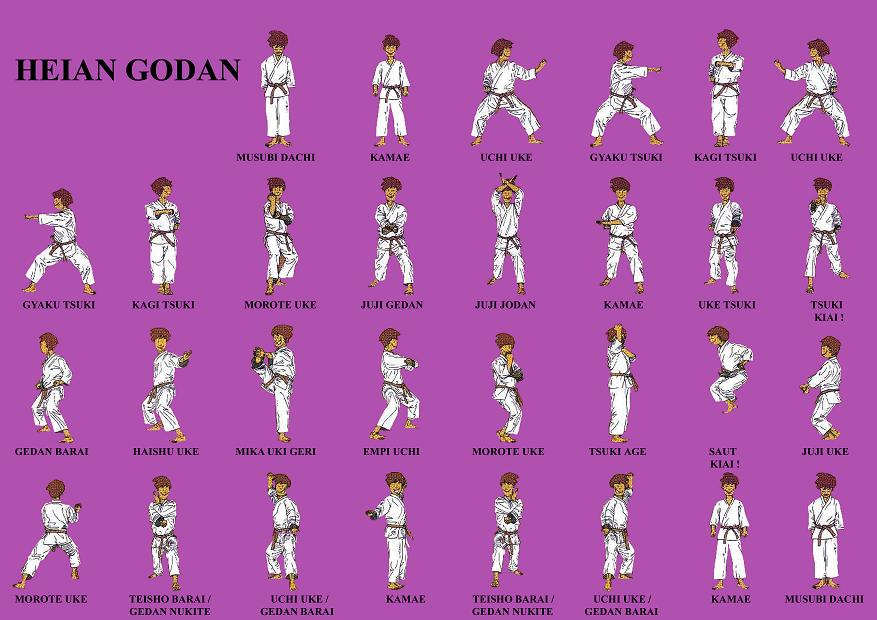 HEIAN GODAN
MUSUBI DACHI
KAMAE
UCHI UKE
GYAKU TSUKI
KAGI TSUKI
UCHI UKE
GYAKU TSUKI
KAGI TSUKI
MOROTE UKE
JUJI GEDAN
JUJI JODAN
KAMAE
UKE TSUKI
TSUKI
KIAI !
GEDAN BARAI
HAISHU UKE
MIKA UKI GERI
EMPI UCHI
MOROTE UKE
TSUKI AGE
SAUT
KIAI !
JUJI UKE
MOROTE UKE
TEISHO BARAI /
GEDAN NUKITE
UCHI UKE /
GEDAN BARAI
KAMAE
TEISHO BARAI /
GEDAN NUKITE
UCHI UKE /
GEDAN BARAI
KAMAE
MUSUBI DACHI